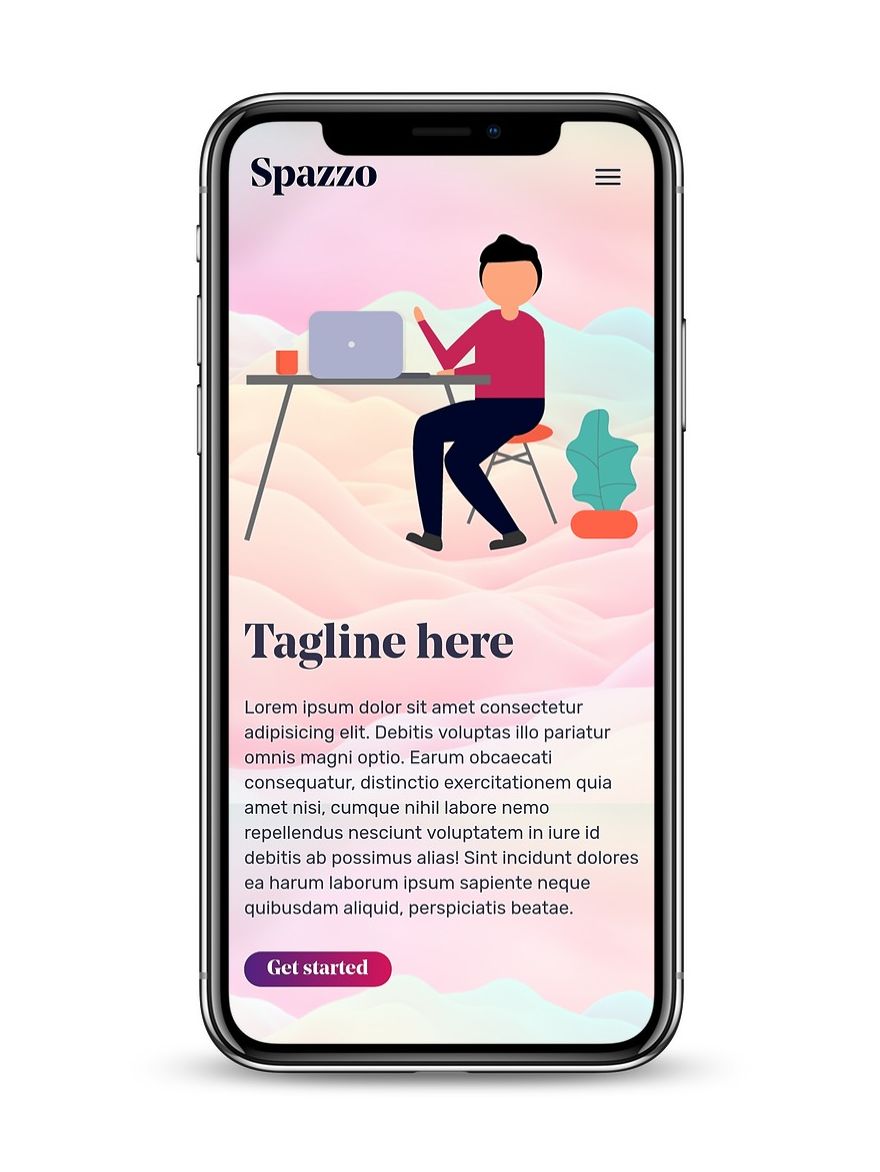 Spazzo
Tagline here
Lorem ipsum dolor sit amet consectetur
adipisicing elit. Debitis voluptas illo pariatur
omnis magni optio. Earum obcaecati
consequatur, distinctio exercitationem quia
amet nisi, cumque nihil labore nemo
repellendus nesciunt voluptatem in iure id
debitis ab possimus alias! Sint incidunt dolores
ea harum laborum ipsum sapiente neque
quibusdam aliquid, perspiciatis beatae.
Get started